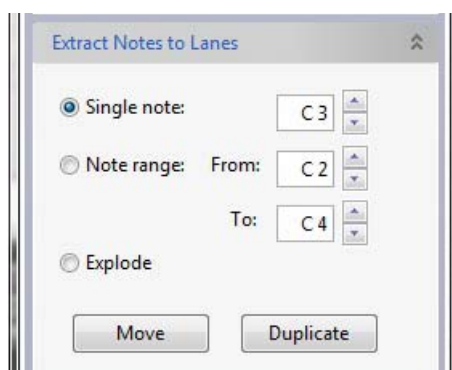 Extract Notes to Lanes
Single note: C 3
Note range: From: C 2
To: C 4
Explode
Move Duplicate